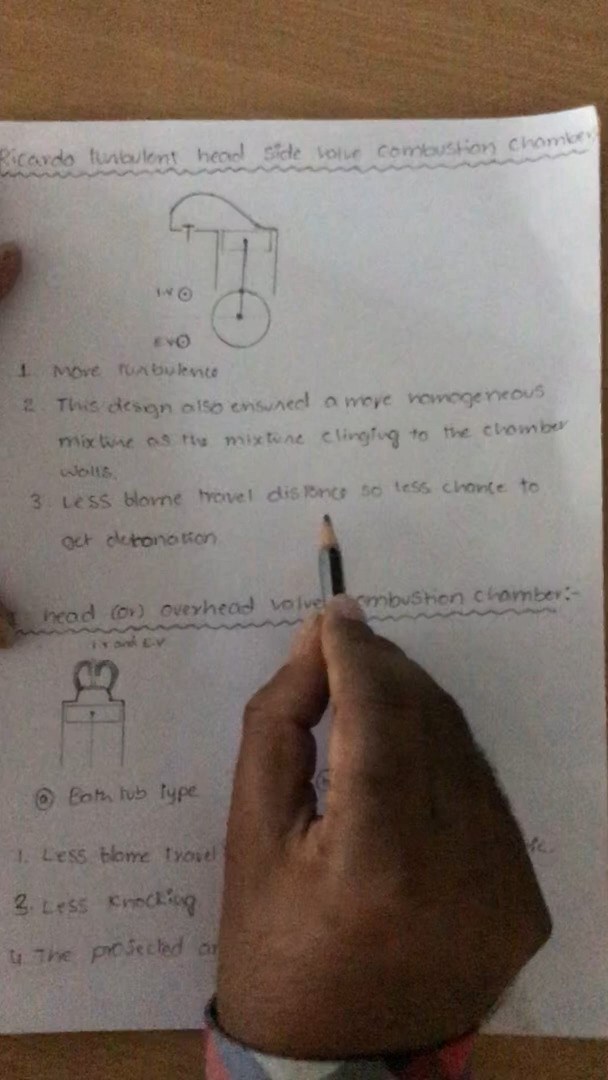 Ricardo turbulent head side valve combustion chamber
I.V
E.V
1. More turbulence
2. This design also ensured a more homogeneous
mixture as the mixture clinging to the chamber
walls.
3. Less blame travel distance so less chance to
get detonation
head (or) overhead valve combustion chamber:-
I.V and E.V
(a) Bath tub type
1. Less blame travel
3. Less knocking
4. The projected